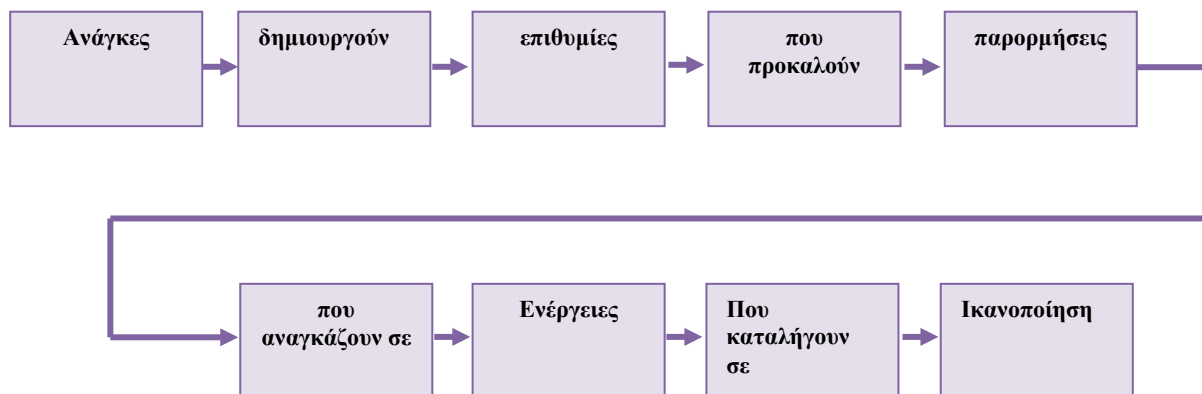 Ανάγκες
δημιουργούν
επιθυμίες
που
προκαλούν
παρορμήσεις
που
αναγκάζουν σε
Ενέργειες
Που
καταλήγουν
σε
Ικανοποίηση